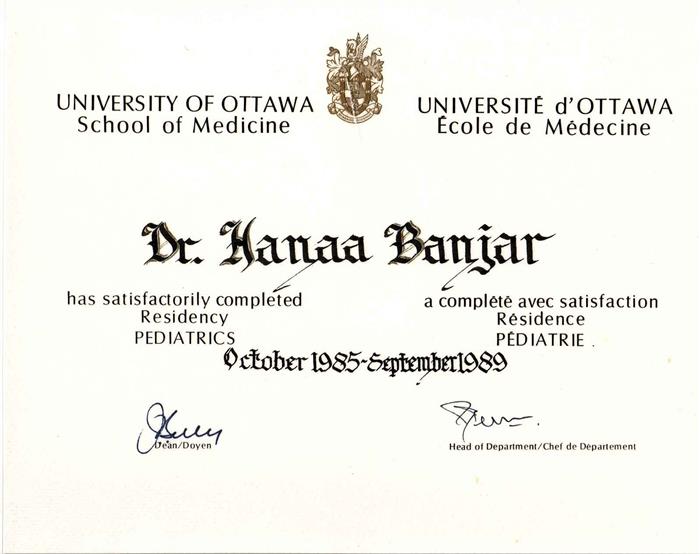 UNIVERSITY OF OTTAWA
School of Medicine
UNIVERSITÉ d'OTTAWA
École de Médecine
Dr. Hanaa Banjar
has satisfactorily completed
Residency
PEDIATRICS
a complété avec satisfaction
Résidence
PÉDIATRIE.
October 1985-September 1989
Dean/Doyen
Head of Department/Chef de Département